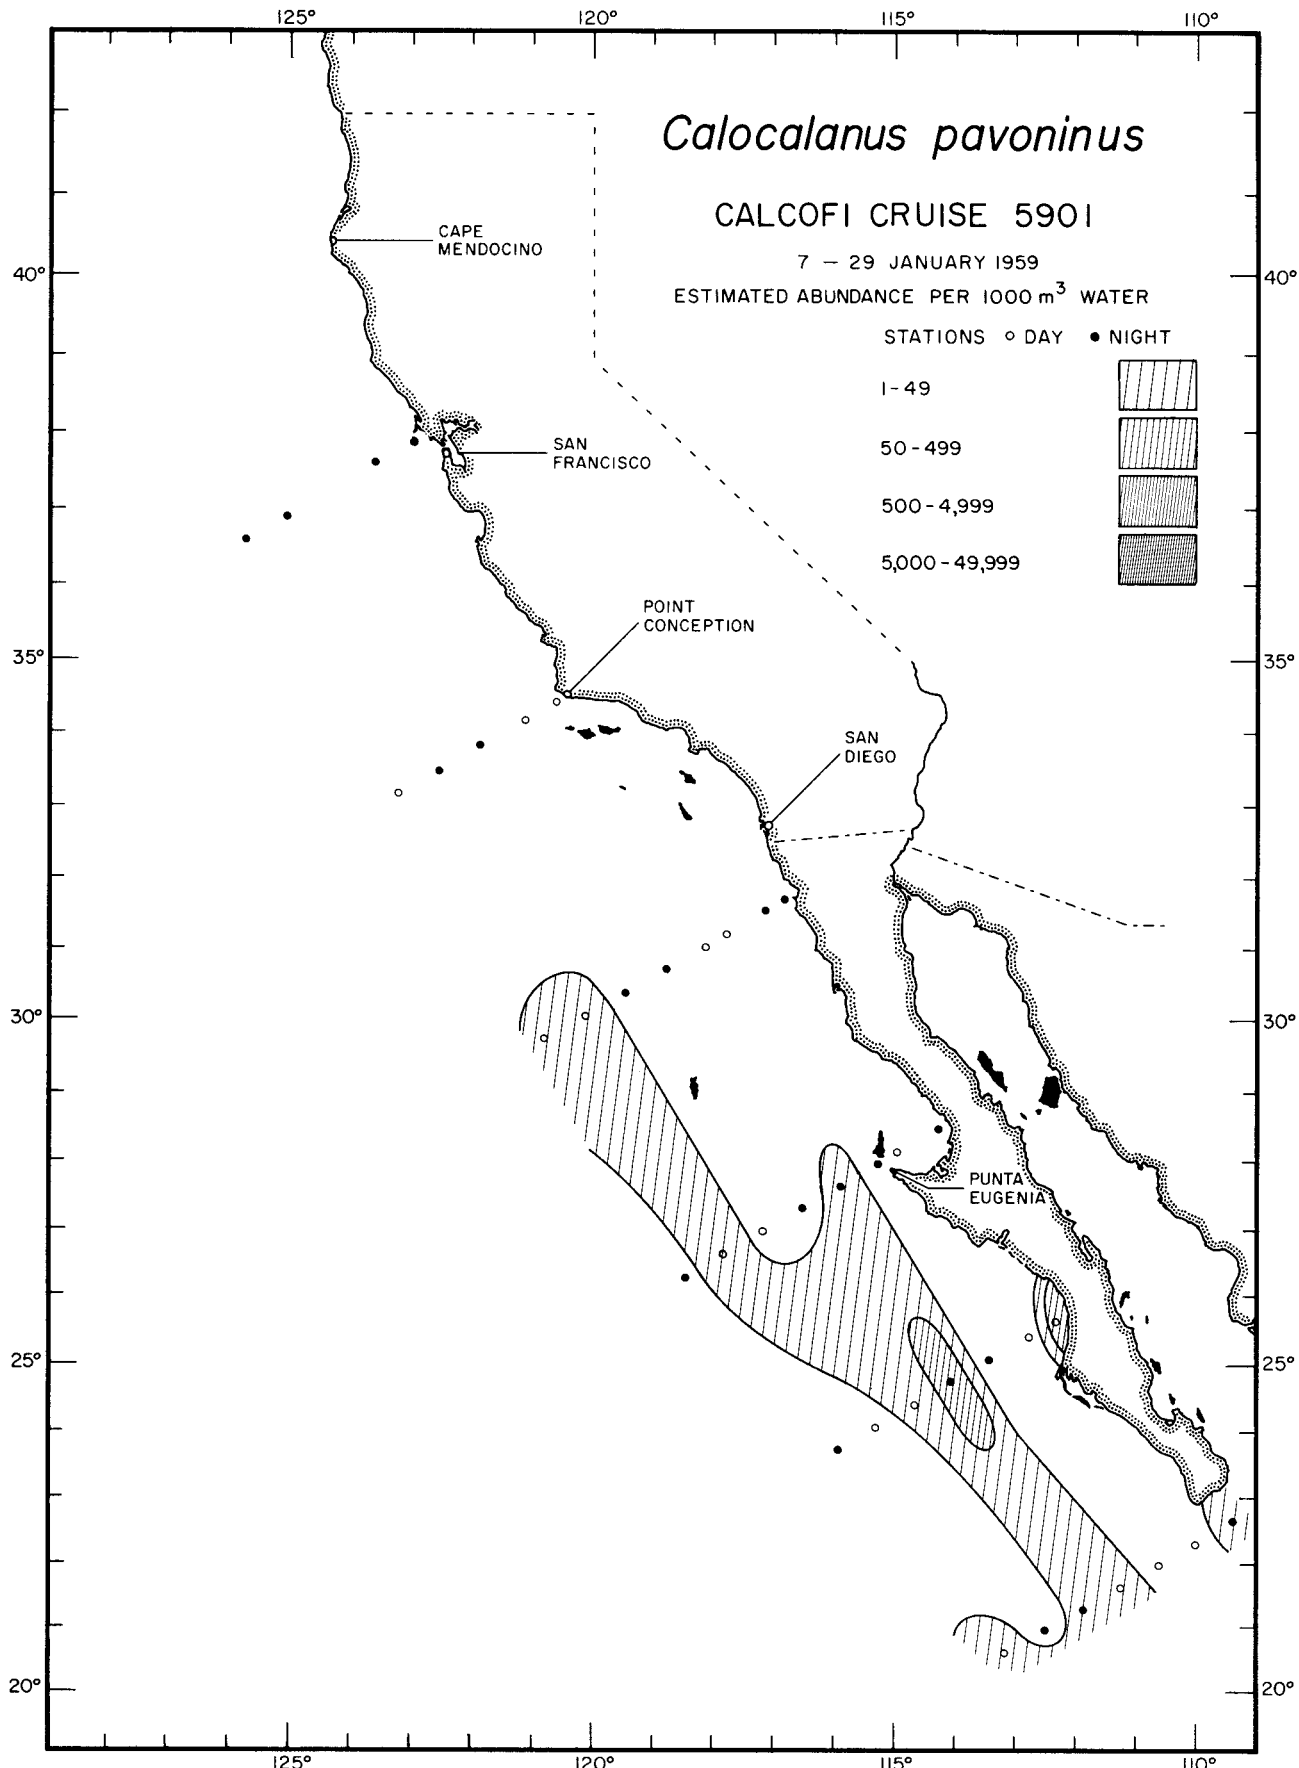 125° 120° 115° 110°
Calocalanus pavoninus
CALCOFI CRUISE 5901
7 – 29 JANUARY 1959
ESTIMATED ABUNDANCE PER 1000 m³ WATER
STATIONS ○ DAY ● NIGHT
1-49
50-499
500-4,999
5,000-49,999
CAPE
MENDOCINO
40° 40°
SAN
FRANCISCO
POINT
CONCEPTION
35° 35°
SAN
DIEGO
30° 30°
PUNTA
EUGENIA
25° 25°
20° 20°
125° 120° 115° 110°